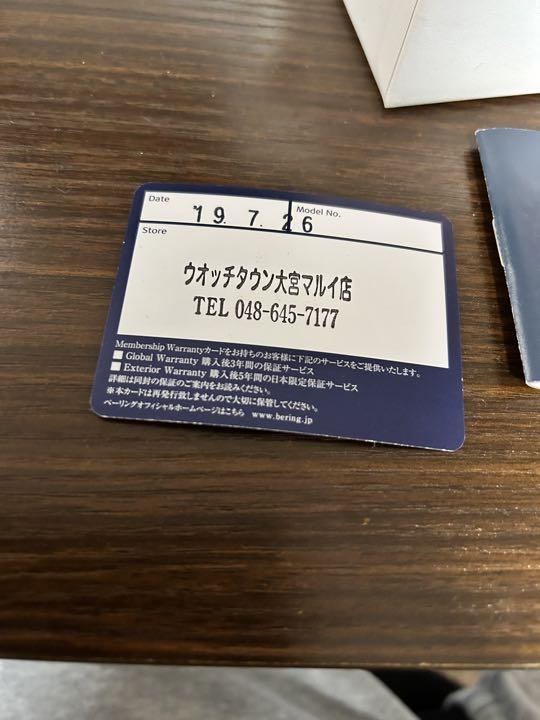 Date
Model No.
'19. 7. 26
Store
ウオッチタウン大宮マルイ店
TEL 048-645-7177
Membership Warrantyカードをお持ちのお客様に下記のサービスをご提供いたします。
■ Global Warranty 購入後3年間の保証サービス
■ Exterior Warranty 購入後5年間の日本限定保証サービス
詳細は同封の保証のご案内をお読みください。
※本カードは再発行致しませんので大切に保管してください。
ベーリングオフィシャルホームページはこちら www.bering.jp